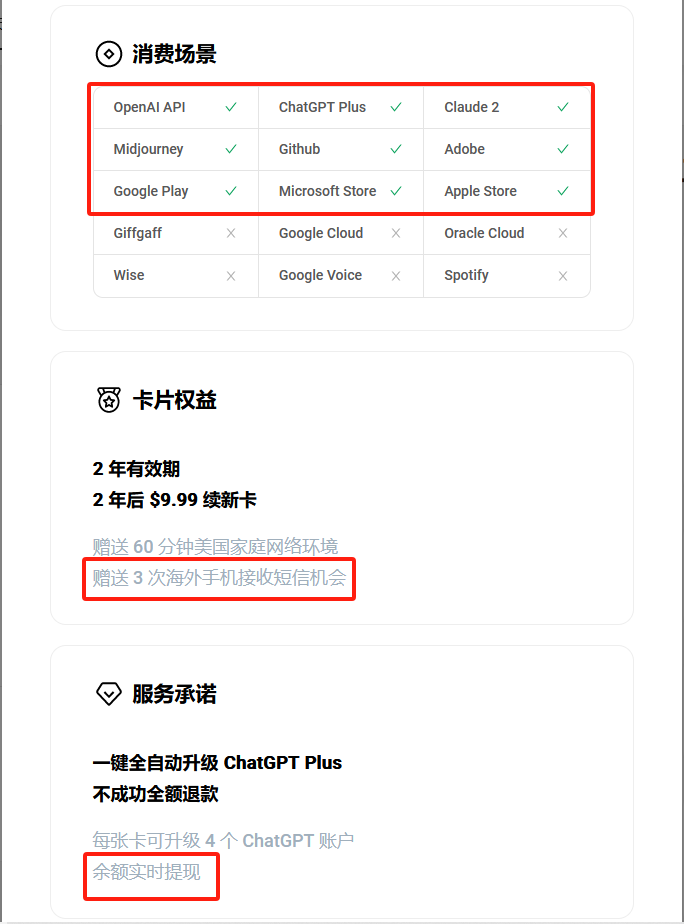 消费场景
OpenAI API ChatGPT Plus Claude 2
Midjourney Github Adobe
Google Play Microsoft Store Apple Store
Giffgaff Google Cloud Oracle Cloud
Wise Google Voice Spotify
卡片权益
2 年有效期
2 年后 $9.99 续新卡
赠送 60 分钟美国家庭网络环境
赠送 3 次海外手机接收短信机会
服务承诺
一键全自动升级 ChatGPT Plus
不成功全额退款
每张卡可升级 4 个 ChatGPT 账户
余额实时提现